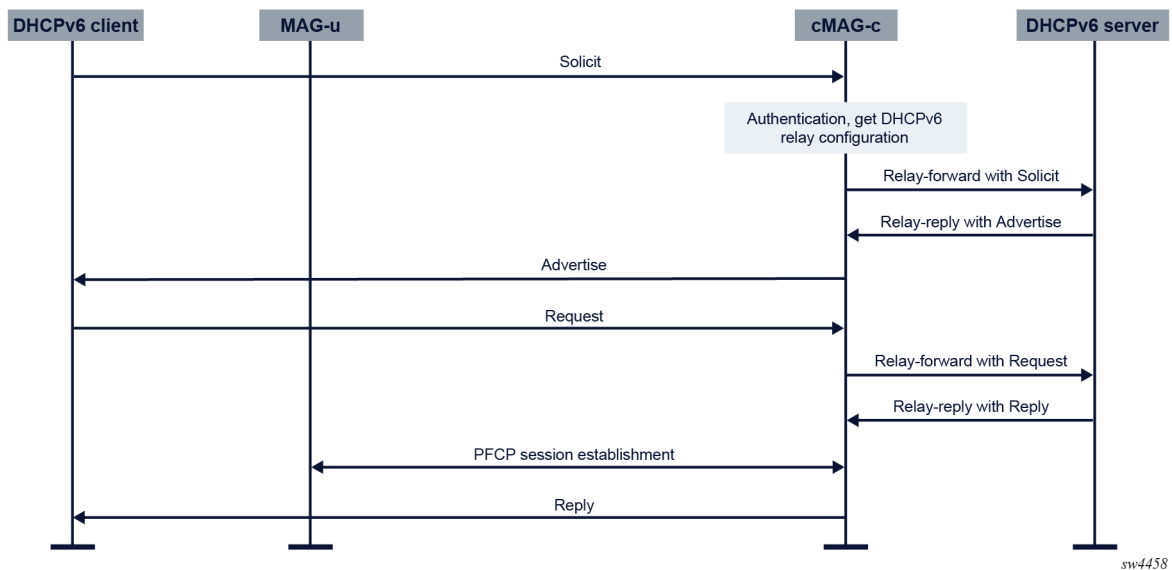 DHCPv6 client
MAG-u
cMAG-c
DHCPv6 server
Solicit
Authentication, get DHCPv6
relay configuration
Relay-forward with Solicit
Relay-reply with Advertise
Advertise
Request
Relay-forward with Request
Relay-reply with Reply
PFCP session establishment
Reply
sw4458